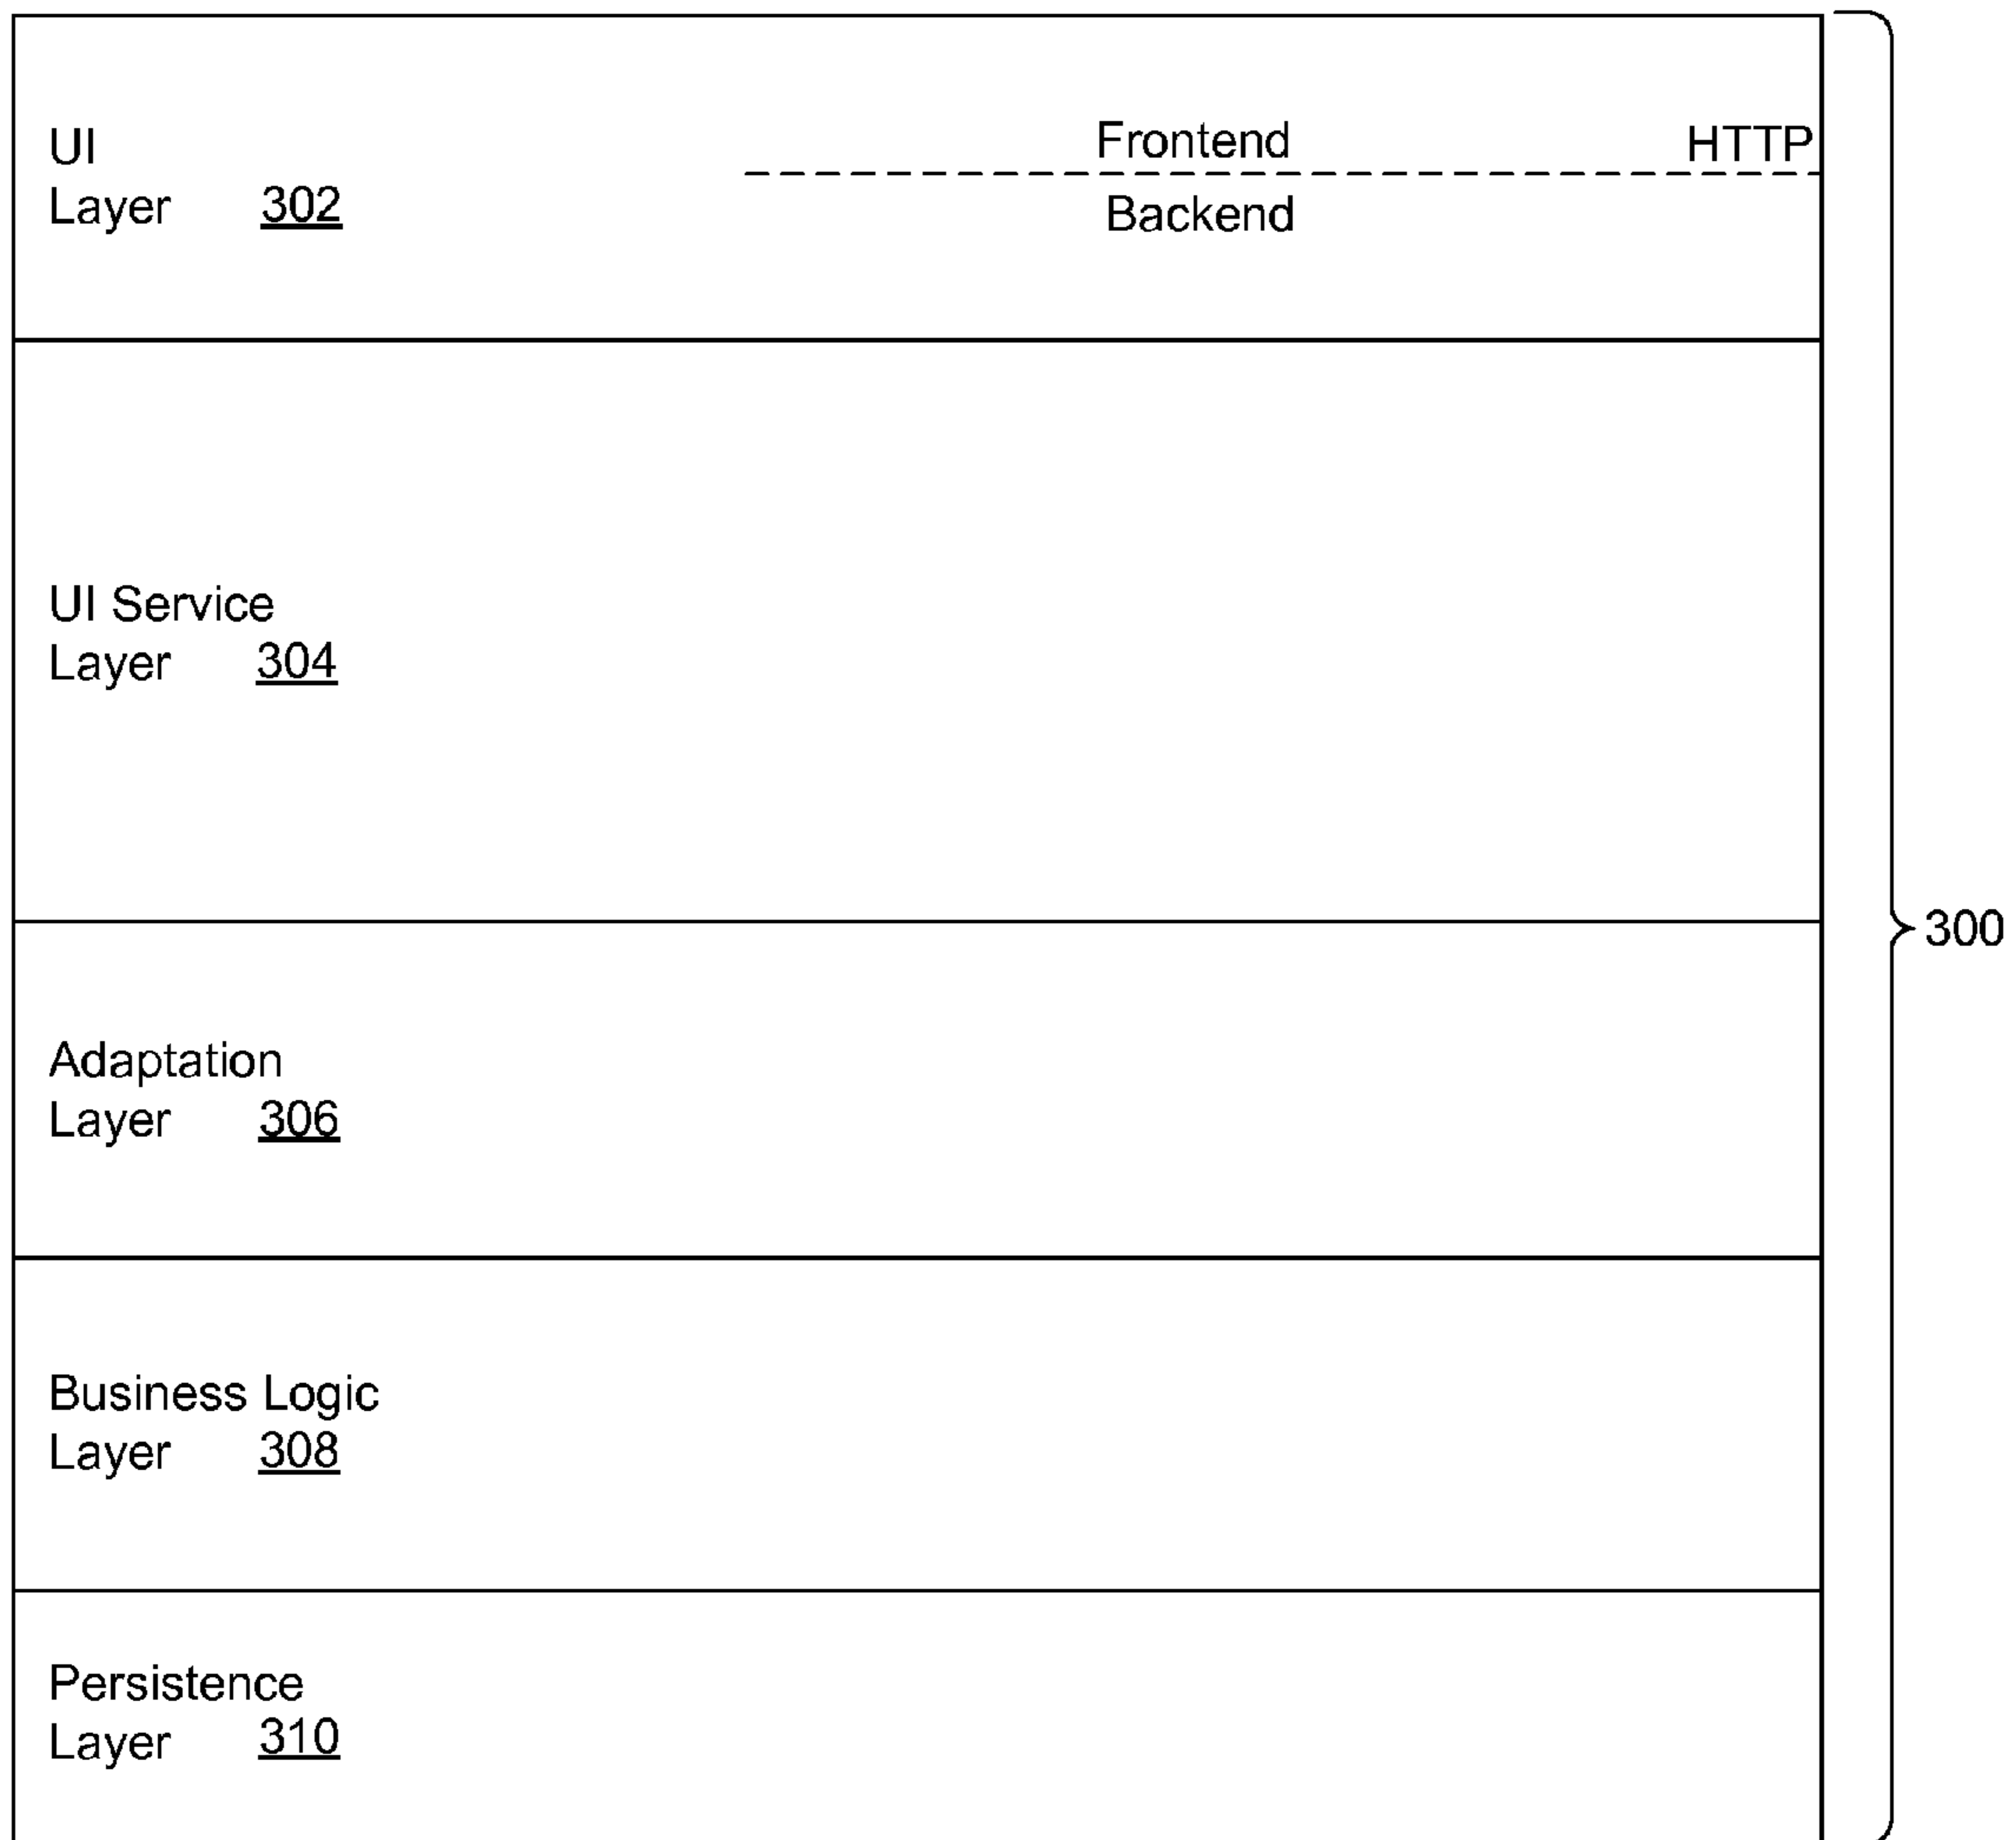 UI
Layer 302
Frontend
HTTP
Backend
UI Service
Layer 304
300
Adaptation
Layer 306
Business Logic
Layer 308
Persistence
Layer 310